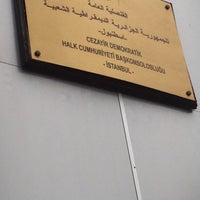 القنصلية العامة
للجمهورية الجزائرية الديمقراطية الشعبية
-اسطنبول-
CEZAYİR DEMOKRATİK
HALK CUMHURİYETİ BAŞKONSOLOSLUĞU
- İSTANBUL -